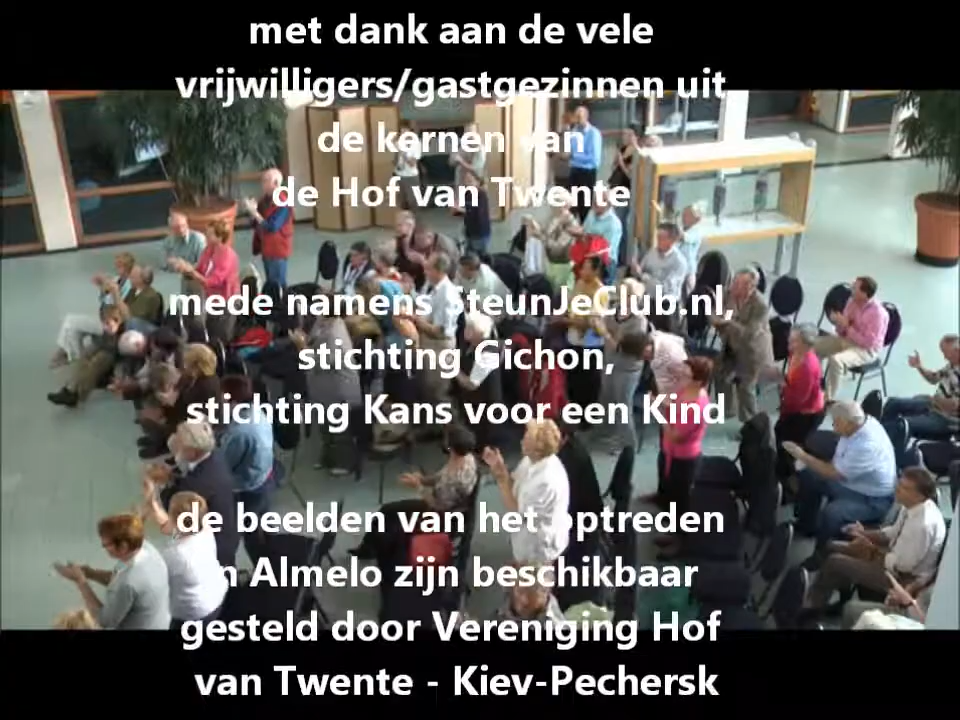 met dank aan de vele
vrijwilligers/gastgezinnen uit
de kernen van
de Hof van Twente
mede namens SteunJeClub.nl,
stichting Gichon,
stichting Kans voor een Kind
de beelden van het optreden
in Almelo zijn beschikbaar
gesteld door Vereniging Hof
van Twente - Kiev-Pechersk